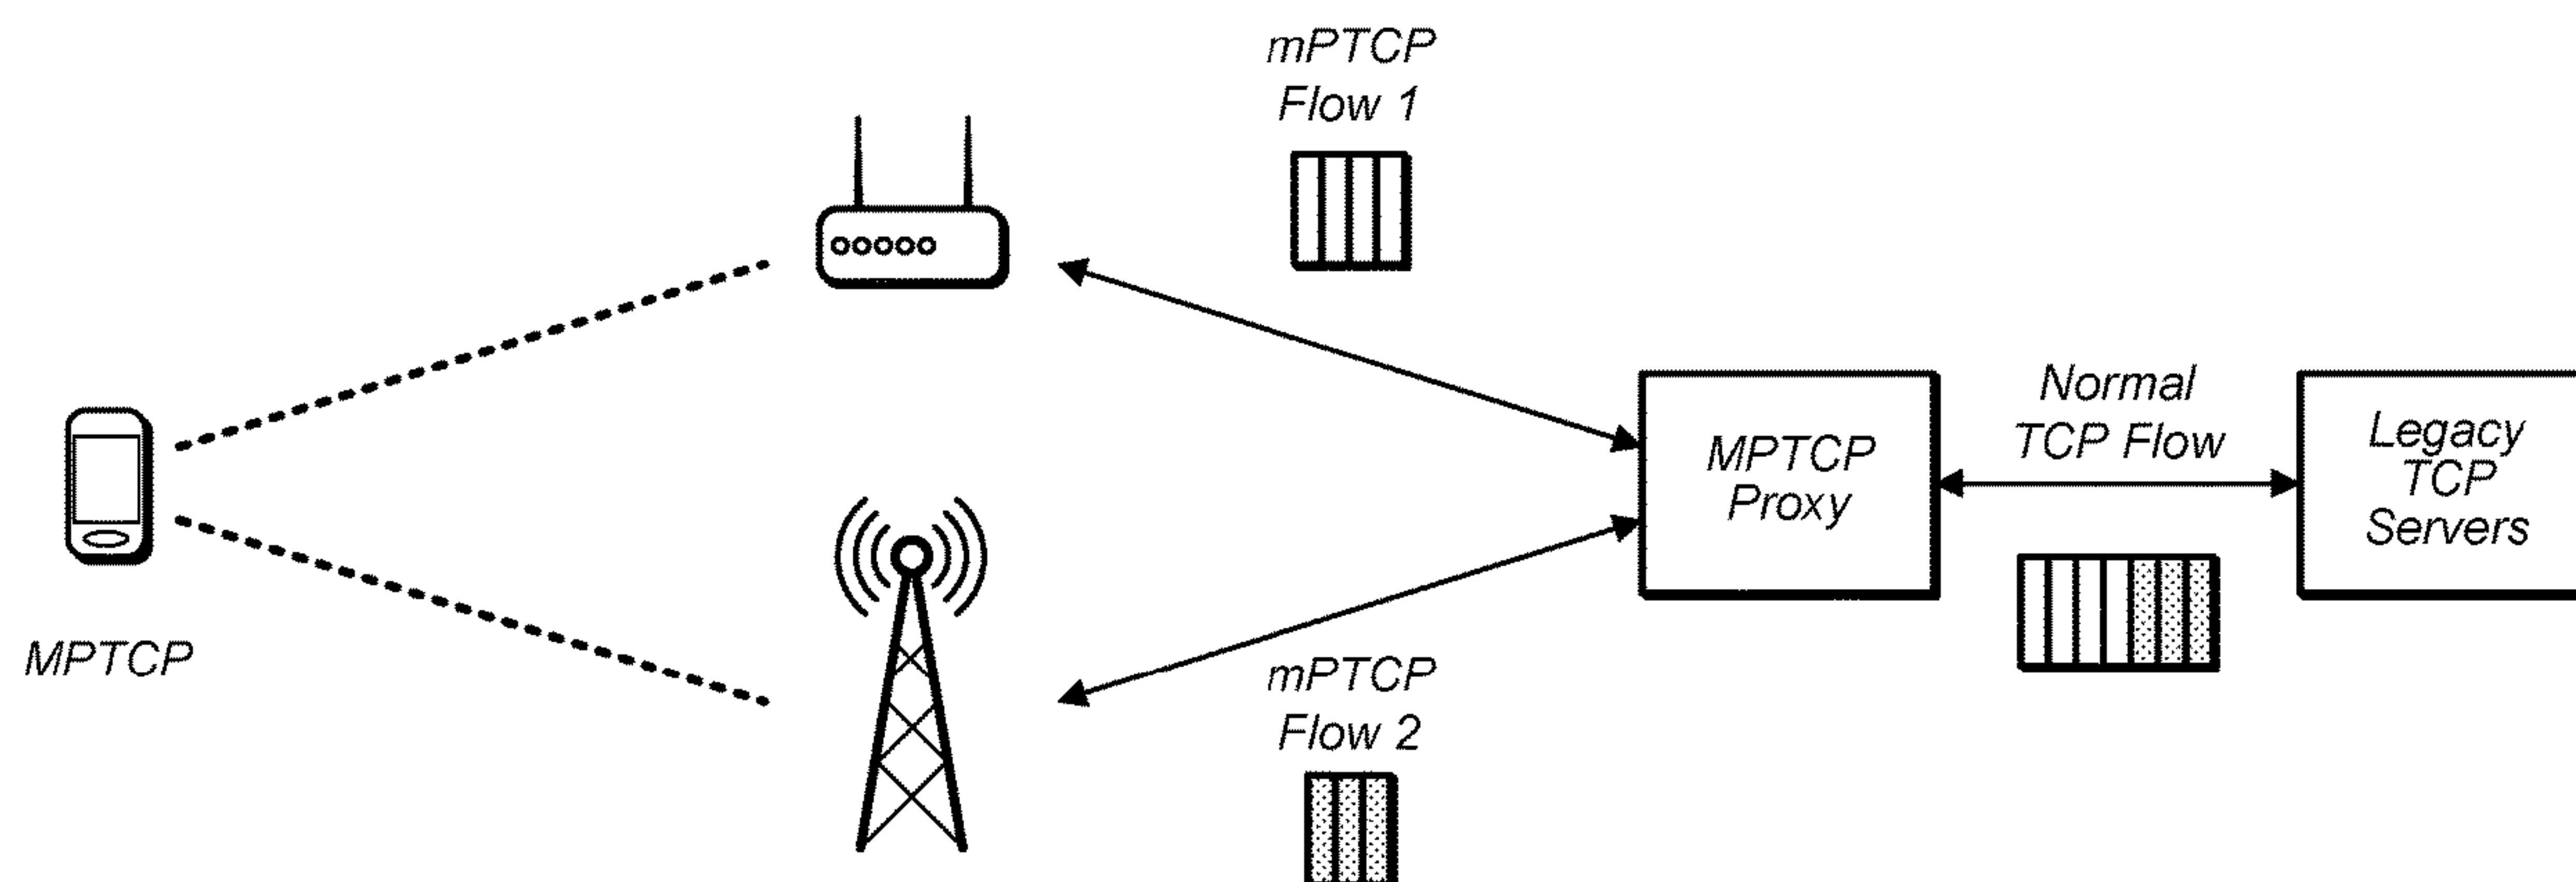 mPTCP
Flow 1
MPTCP
Proxy
Normal
TCP Flow
Legacy
TCP
Servers
MPTCP
mPTCP
Flow 2